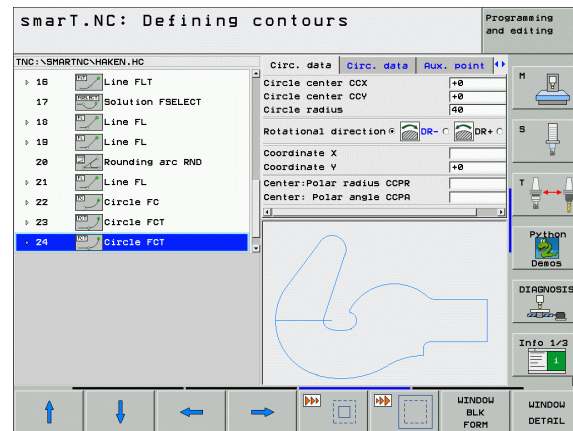 smarT.NC: Defining contours
Programming
and editing
TNC:\SMARTNC\HAKEN.HC
16 Line FLT
17 Solution FSELECT
18 Line FL
19 Line FL
20 Rounding arc RND
21 Line FL
22 Circle FC
23 Circle FCT
24 Circle FCT
Circ. data Circ. data Aux. point
Circle center CCX +0
Circle center CCY +0
Circle radius 40
Rotational direction DR- DR+
Coordinate X
Coordinate Y +0
Center:Polar radius CCPR
Center: Polar angle CCPA
M
S
T
Python
Demos
DIAGNOSIS
Info 1/3
WINDOW
BLK
FORM
WINDOW
DETAIL